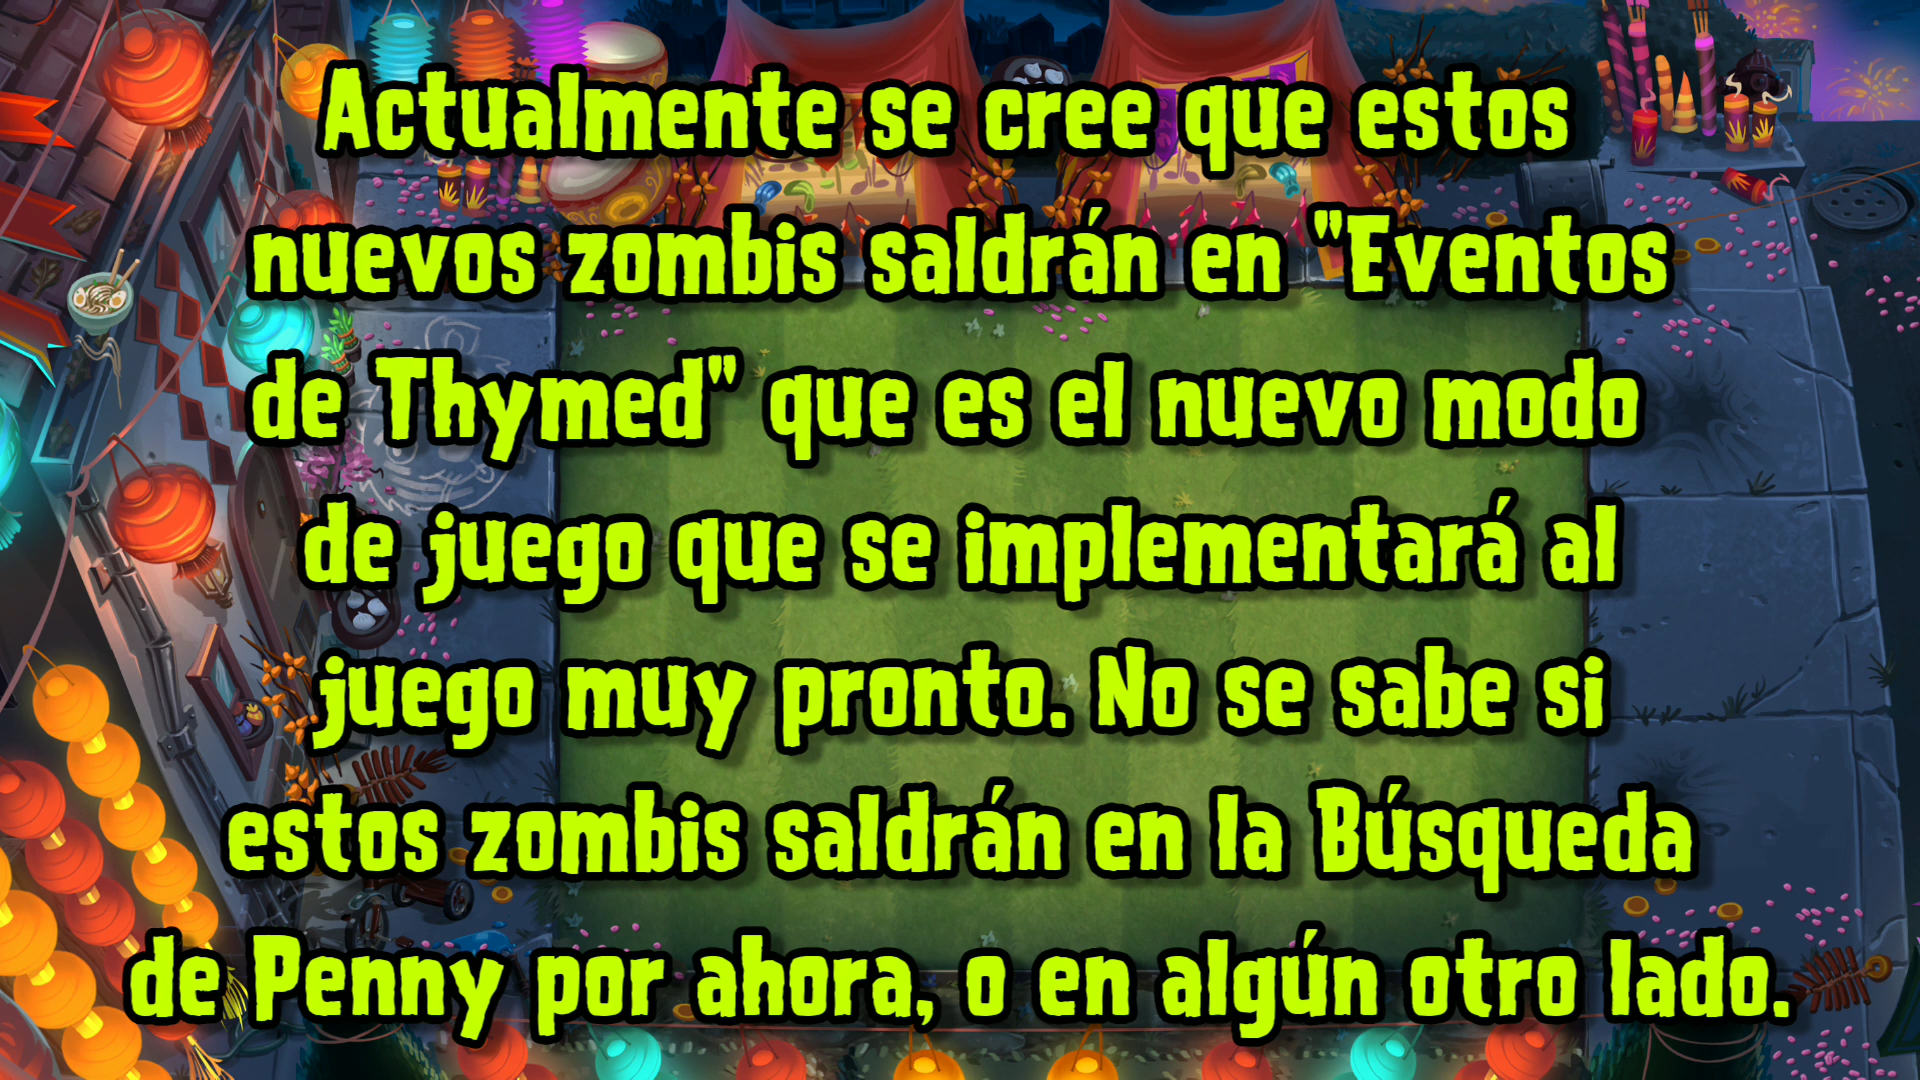 Actualmente se cree que estos
nuevos zombis saldrán en "Eventos
de Thymed" que es el nuevo modo
de juego que se implementará al
juego muy pronto. No se sabe si
estos zombis saldrán en la Búsqueda
de Penny por ahora, o en algún otro lado.